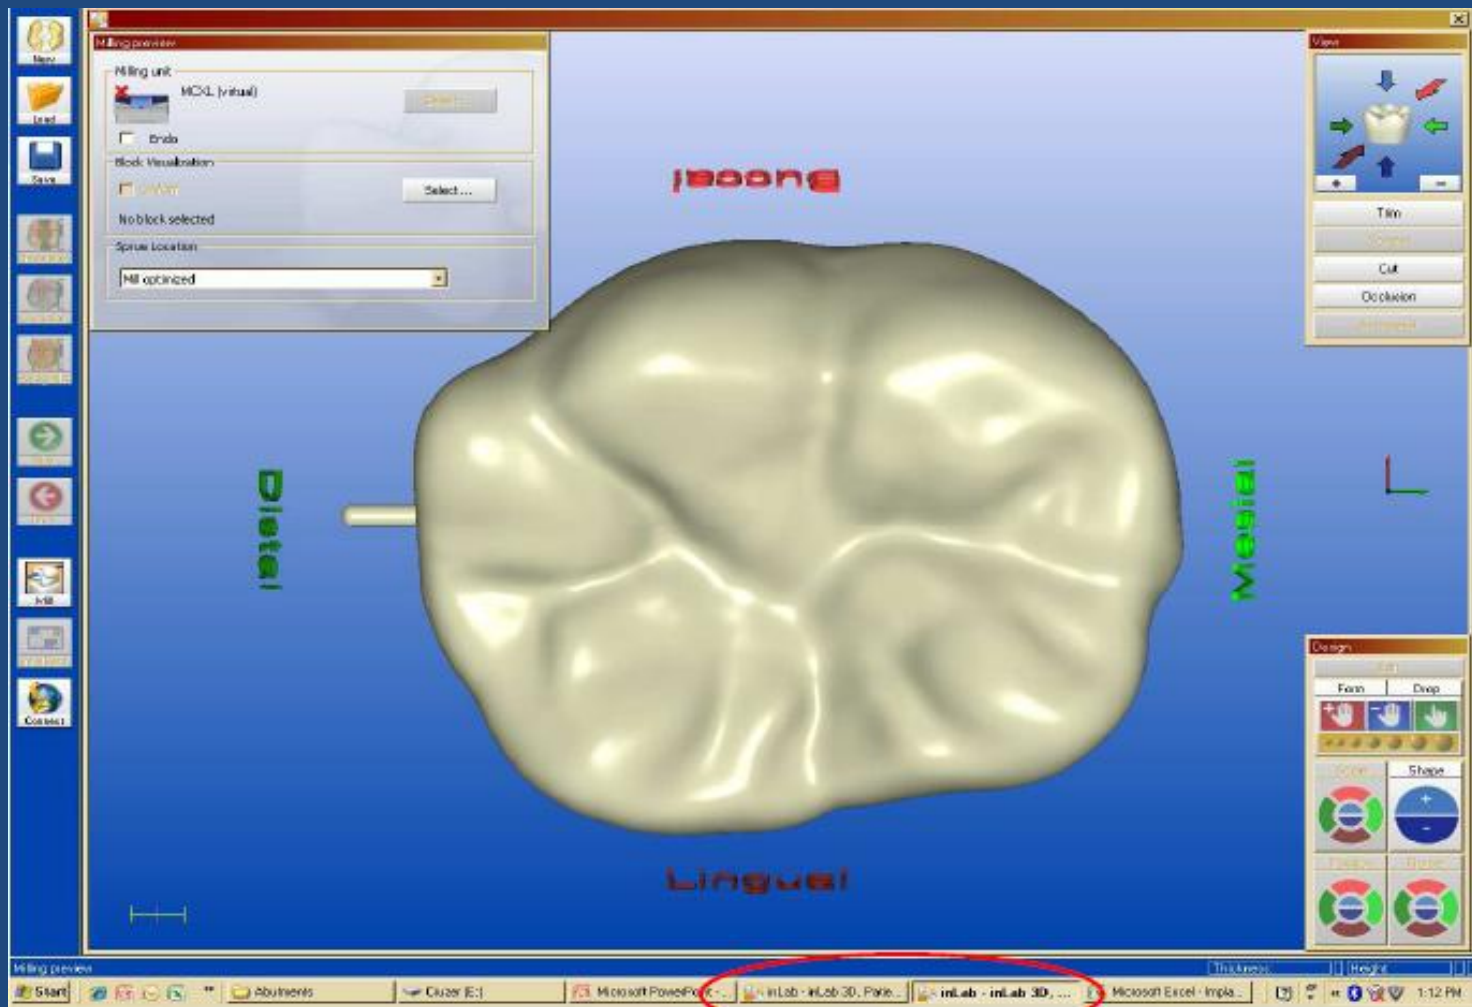 Milling preview
View
New
Milling unit
MCXL (virtual)
Load
Endo
Block Visualization
Save
Select ...
No block selected
Trim
Sprue Location
Cut
Mill optimized
Occlusion
Buccal
Distal
Mesial
Mill
Design
Form
Drop
Connect
Shape
Lingual
Milling preview
Thickness:
Height
Start
Abutments
Cruzer (E:)
Microsoft PowerPoint - ...
inLab - inLab 3D, Patie...
inLab - inLab 3D, ...
Microsoft Excel - Impla...
1:12 PM